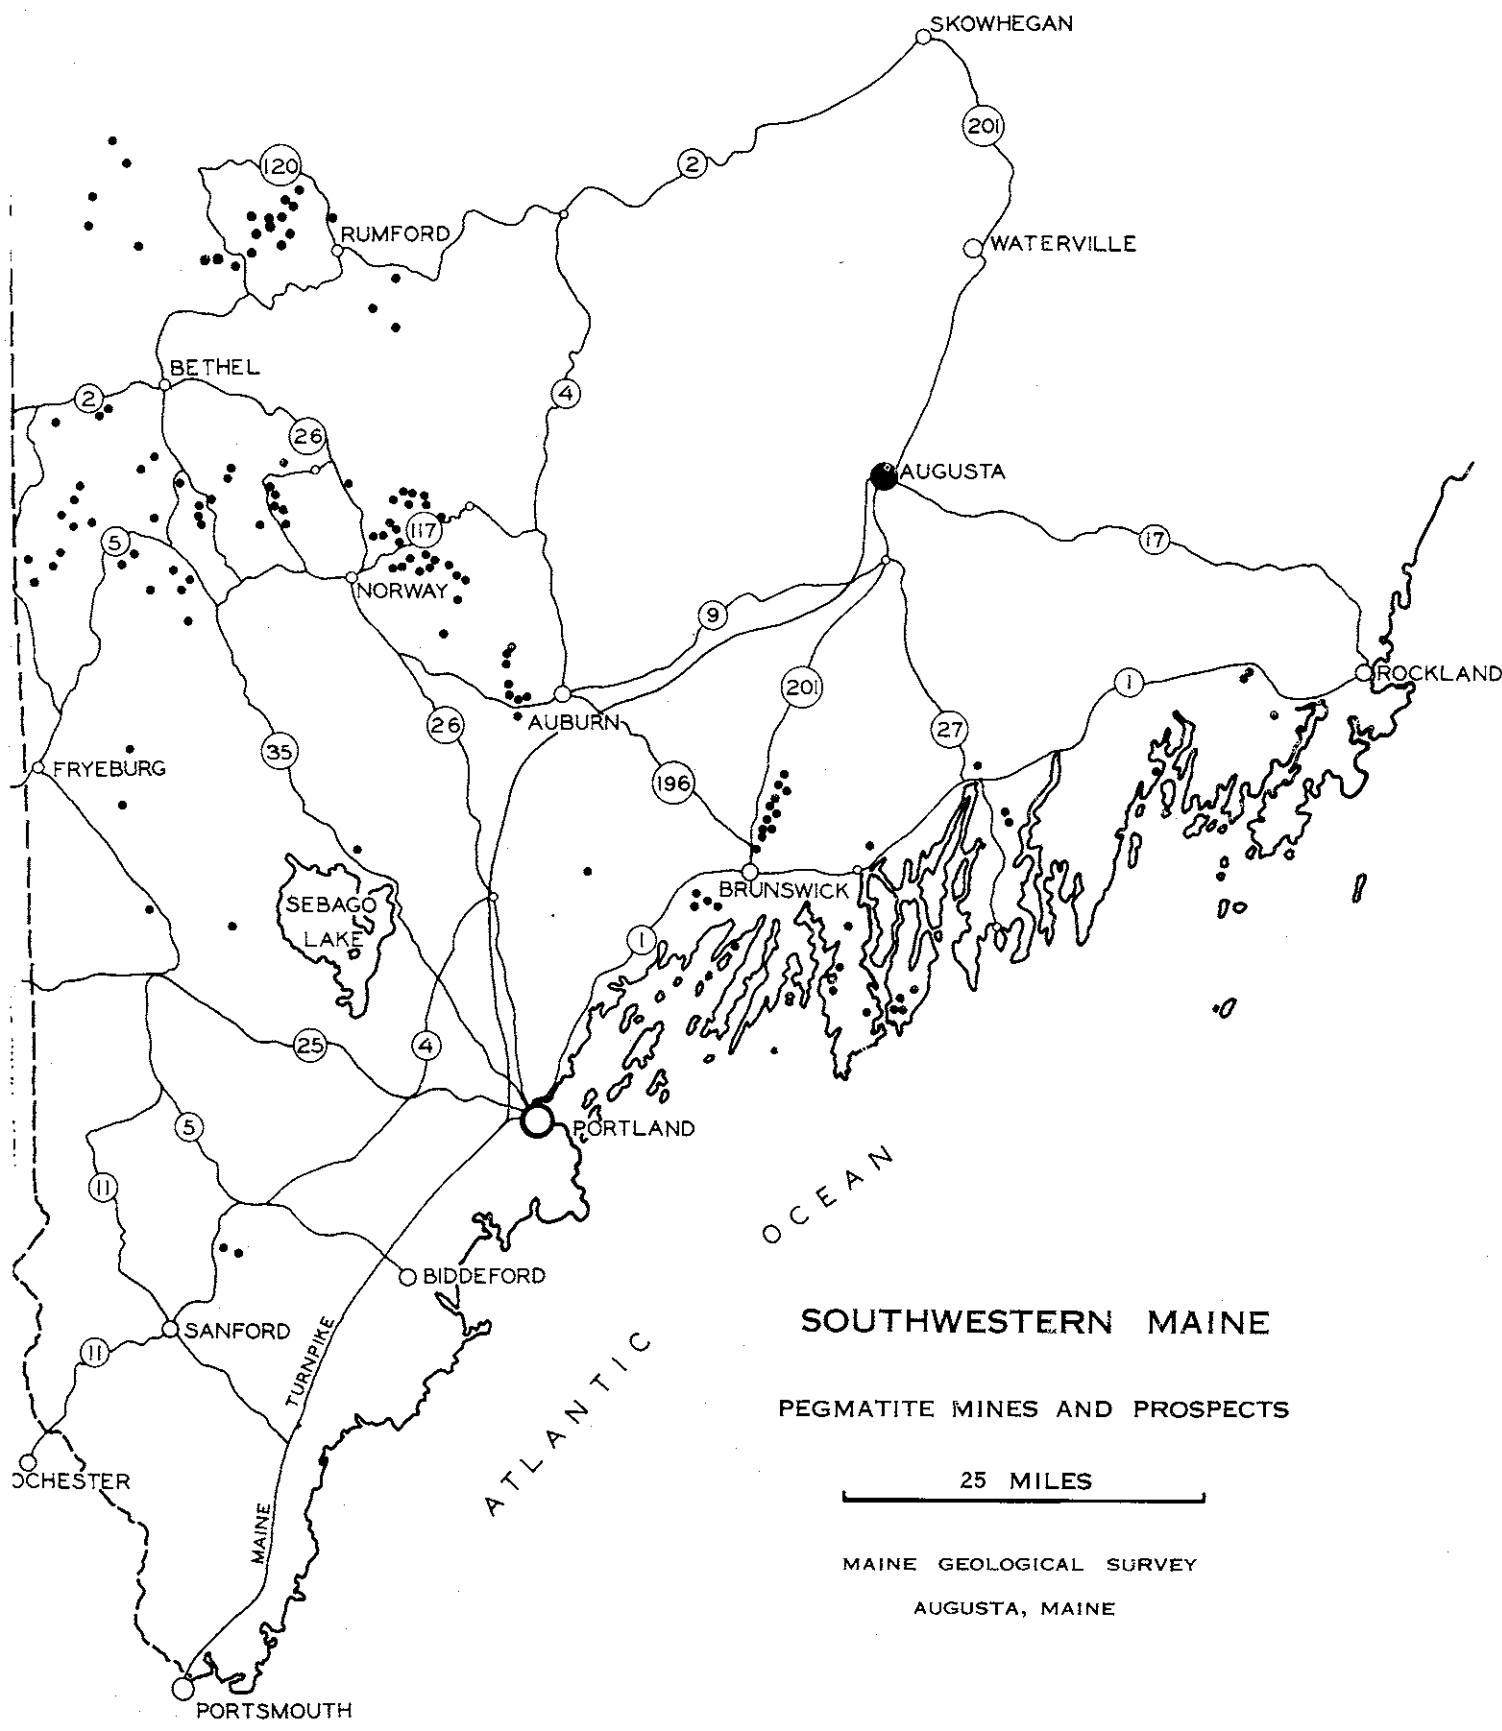 SKOWHEGAN
201
120
2
RUMFORD
WATERVILLE
BETHEL
2
4
26
AUGUSTA
117
5
17
NORWAY
9
ROCKLAND
201
1
AUBURN
26
27
35
FRYEBURG
196
BRUNSWICK
SEBAGO
LAKE
1
25
4
5
PORTLAND
11
OCEAN
BIDDEFORD
SANFORD
SOUTHWESTERN MAINE
11
TURNPIKE
ATLANTIC
PEGMATITE MINES AND PROSPECTS
OCHESTER
25 MILES
MAINE
MAINE GEOLOGICAL SURVEY
AUGUSTA, MAINE
PORTSMOUTH